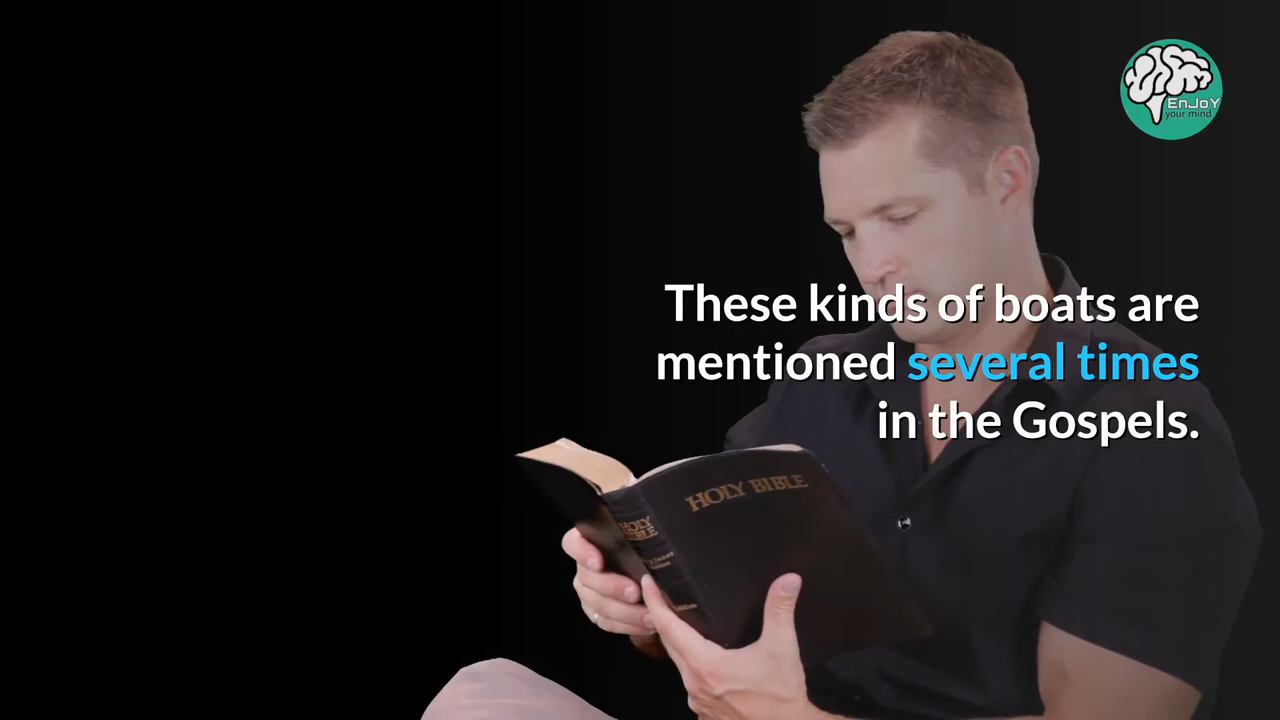 EnJoY
your mind
These kinds of boats are
mentioned several times
in the Gospels.
HOLY BIBLE
HOLY
BIBLE